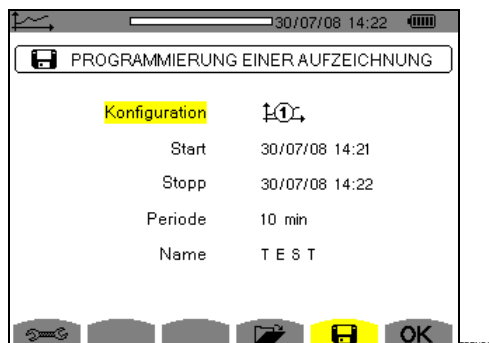 30/07/08 14:22
PROGRAMMIERUNG EINER AUFZEICHNUNG
Konfiguration 1
Start 30/07/08 14:21
Stopp 30/07/08 14:22
Periode 10 min
Name T E S T
OK